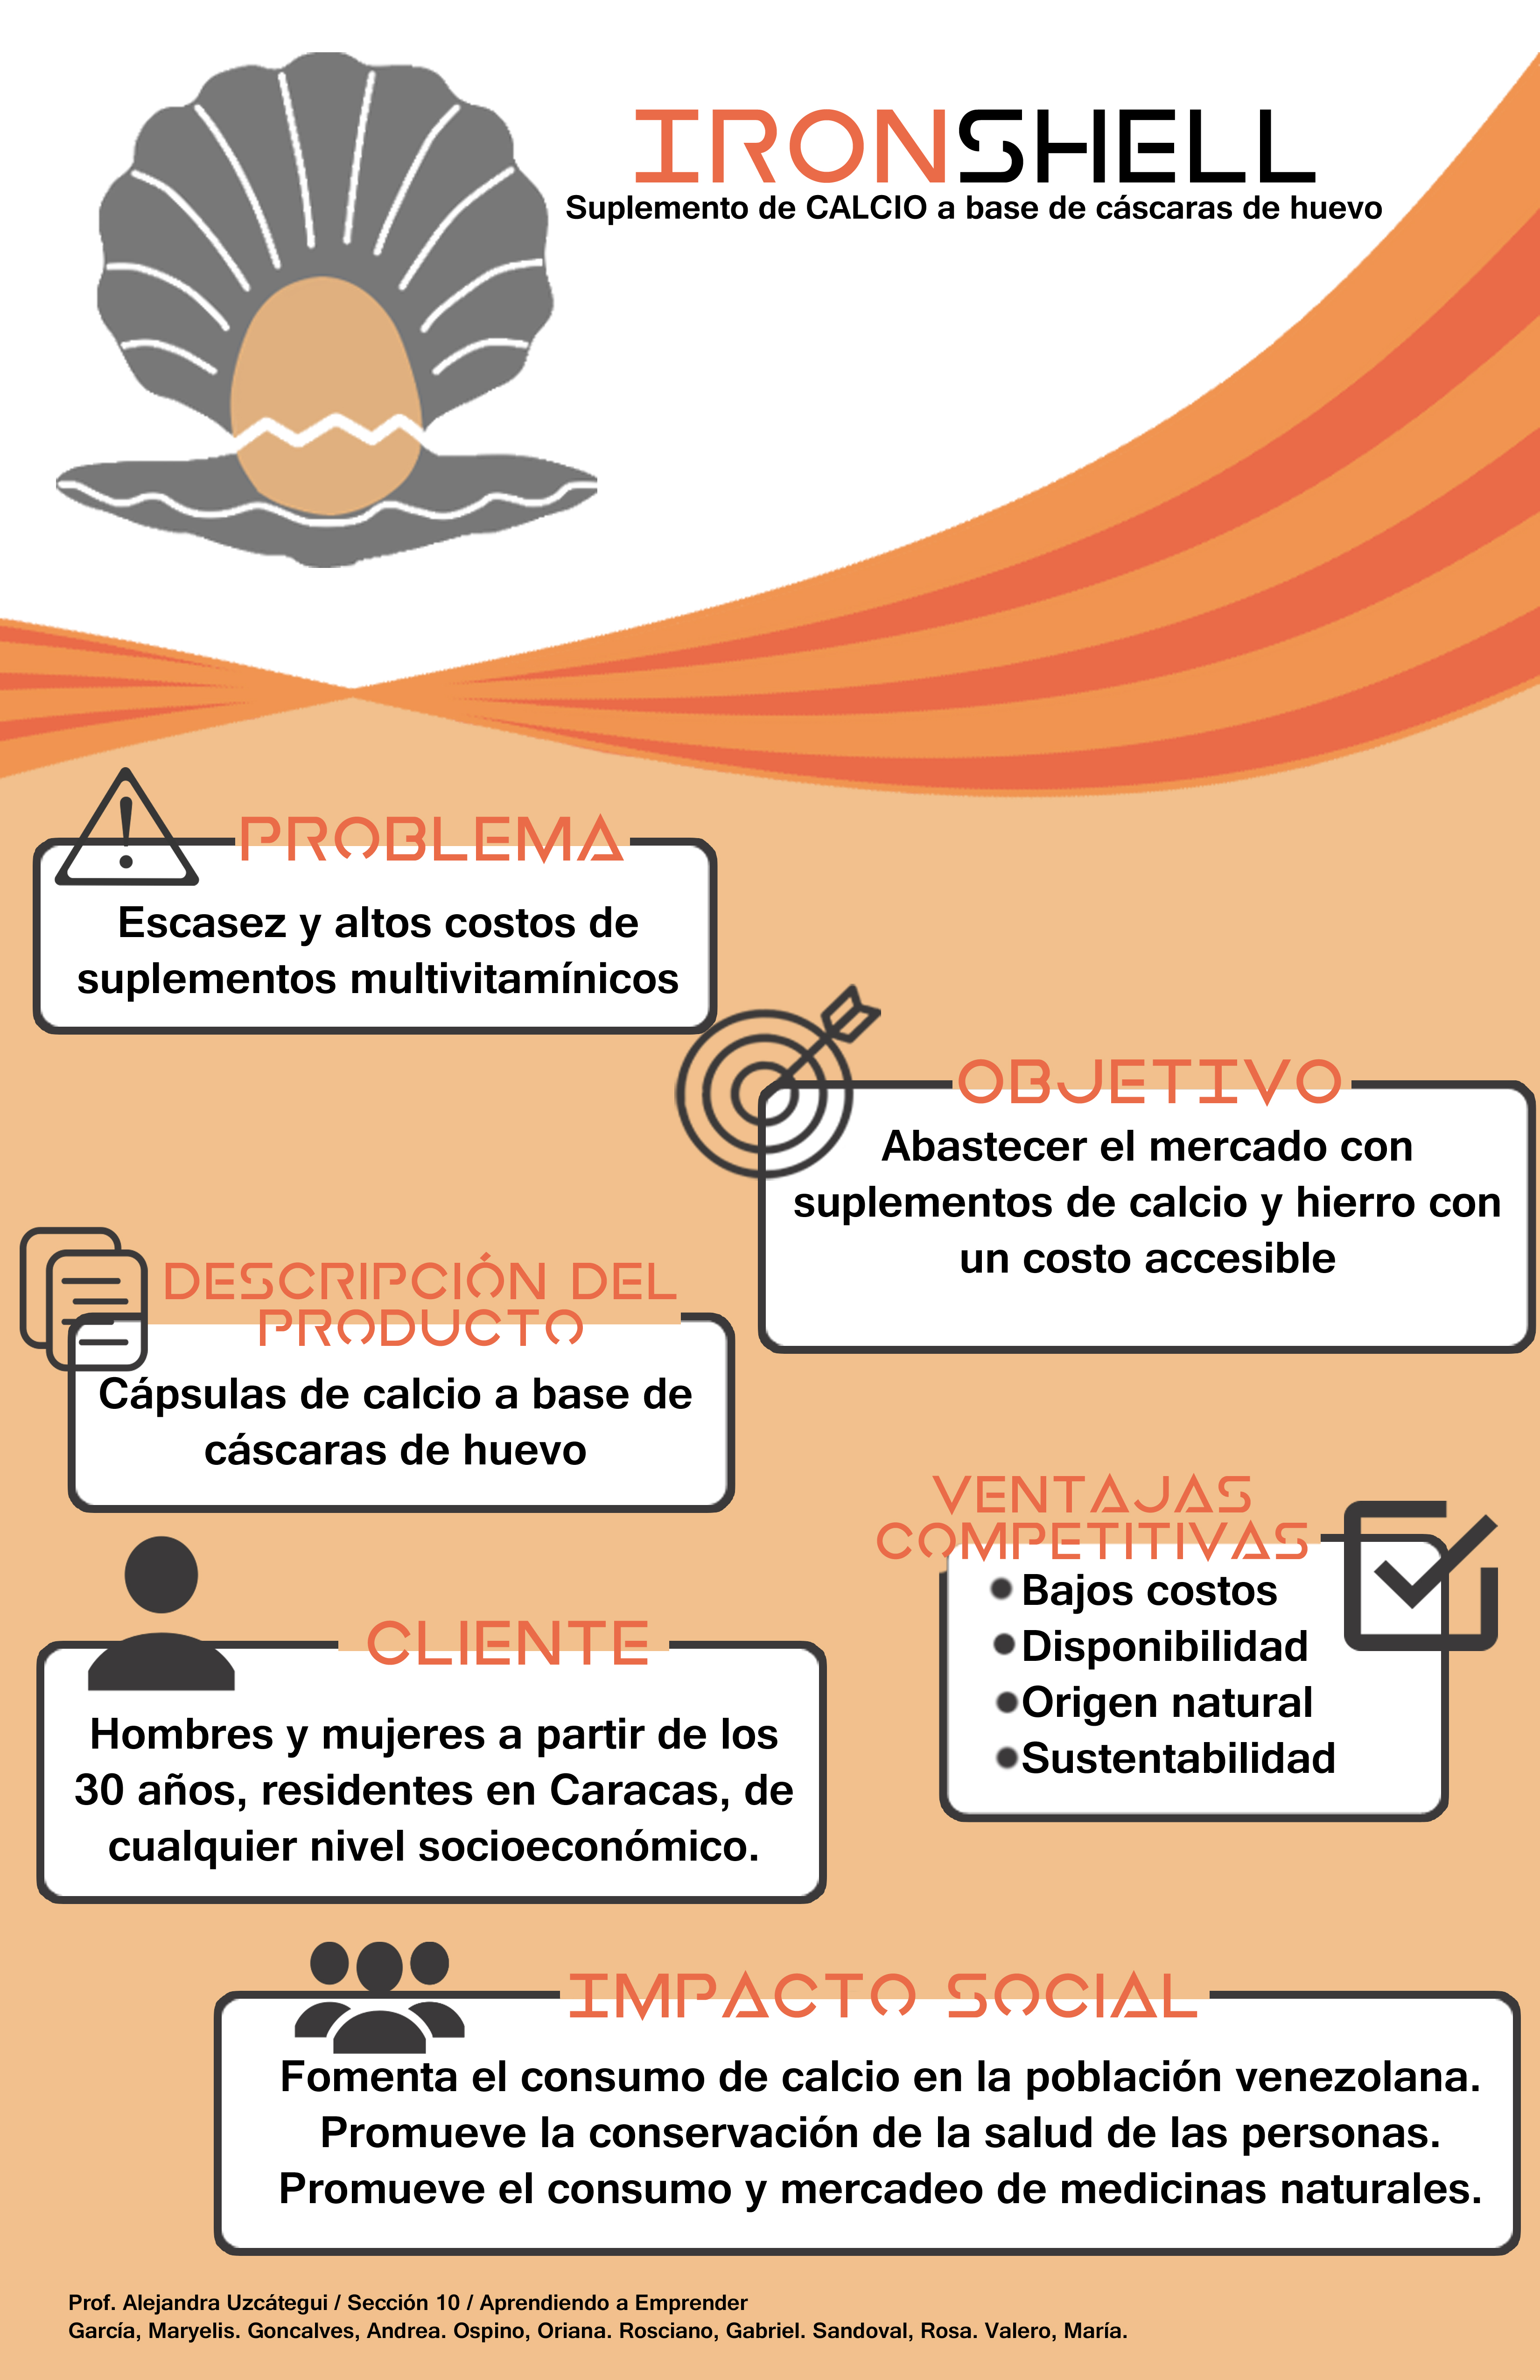 IRONSHELL
Suplemento de CALCIO a base de cáscaras de huevo
PROBLEMA
Escasez y altos costos de
suplementos multivitamínicos
OBJETIVO
Abastecer el mercado con
suplementos de calcio y hierro con
un costo accesible
DESCRIPCIÓN DEL
PRODUCTO
Cápsulas de calcio a base de
cáscaras de huevo
VENTAJAS
COMPETITIVAS
Bajos costos
Disponibilidad
Origen natural
Sustentabilidad
CLIENTE
Hombres y mujeres a partir de los
30 años, residentes en Caracas, de
cualquier nivel socioeconómico.
IMPACTO SOCIAL
Fomenta el consumo de calcio en la población venezolana.
Promueve la conservación de la salud de las personas.
Promueve el consumo y mercadeo de medicinas naturales.
Prof. Alejandra Uzcátegui / Sección 10 / Aprendiendo a Emprender
García, Maryelis. Goncalves, Andrea. Ospino, Oriana. Rosciano, Gabriel. Sandoval, Rosa. Valero, María.